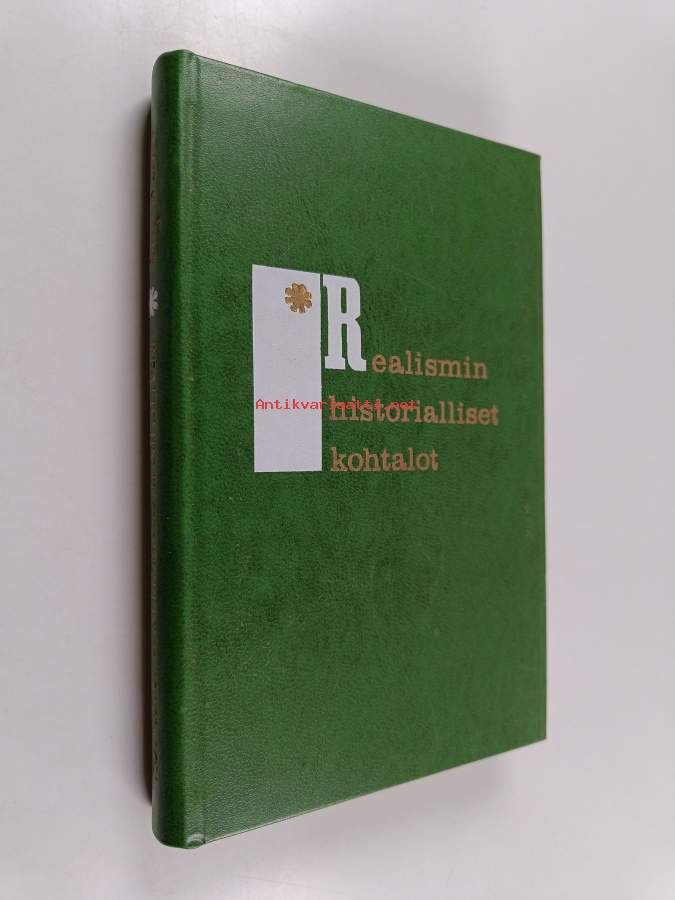 Realismin
historialliset
kohtalot
Antikvariaatti.net